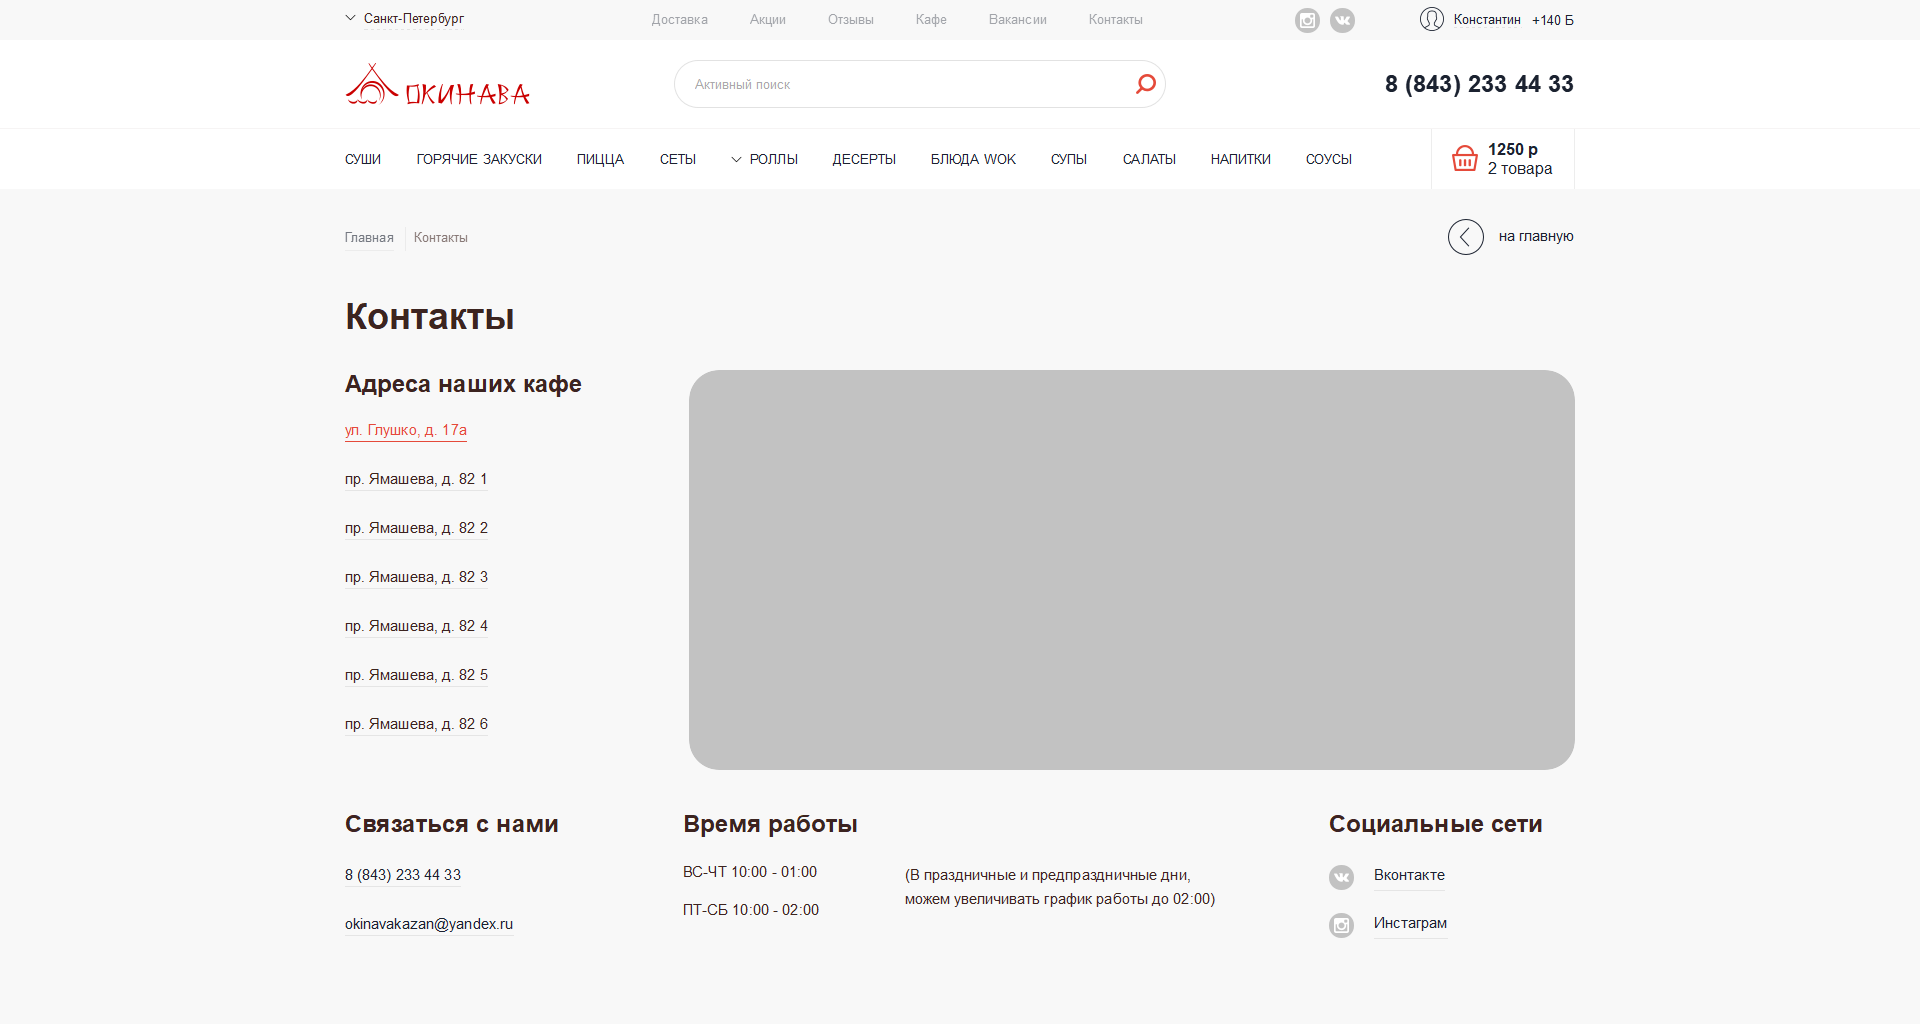 Санкт-Петербург
Доставка
Акции
Отзывы
Кафе
Вакансии
Контакты
Константин
+140 Б
ОКИНАВА
Активный поиск
8 (843) 233 44 33
СУШИ
ГОРЯЧИЕ ЗАКУСКИ
ПИЦЦА
СЕТЫ
РОЛЛЫ
ДЕСЕРТЫ
БЛЮДА WOK
СУПЫ
САЛАТЫ
НАПИТКИ
СОУСЫ
1250 р
2 товара
Главная
Контакты
на главную
Контакты
Адреса наших кафе
ул. Глушко, д. 17а
пр. Ямашева, д. 82 1
пр. Ямашева, д. 82 2
пр. Ямашева, д. 82 3
пр. Ямашева, д. 82 4
пр. Ямашева, д. 82 5
пр. Ямашева, д. 82 6
Связаться с нами
8 (843) 233 44 33
okinavakazan@yandex.ru
Время работы
ВС-ЧТ 10:00 - 01:00
ПТ-СБ 10:00 - 02:00
(В праздничные и предпраздничные дни,
можем увеличивать график работы до 02:00)
Социальные сети
Вконтакте
Инстаграм